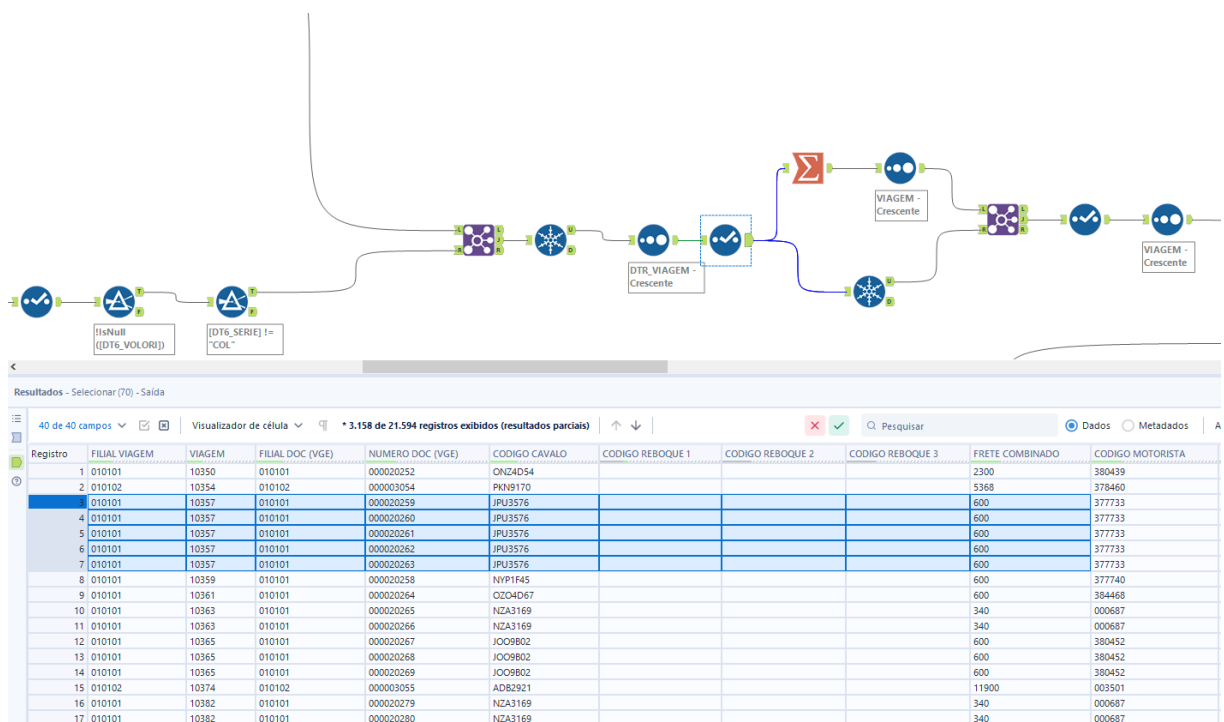 VIAGEM -
Crescente
VIAGEM -
Crescente
DTR_VIAGEM -
Crescente
!IsNull
([DT6_VOLORI])
[DT6_SERIE] !=
"COL"
L R L J R U D L R L J R U D T F T F
Resultados - Selecionar (70) - Saída
40 de 40 campos Visualizador de célula * 3.158 de 21.594 registros exibidos (resultados parciais) Pesquisar Dados Metadados A
Registro FILIAL VIAGEM VIAGEM FILIAL DOC (VGE) NUMERO DOC (VGE) CODIGO CAVALO CODIGO REBOQUE 1 CODIGO REBOQUE 2 CODIGO REBOQUE 3 FRETE COMBINADO CODIGO MOTORISTA
1 010101 10350 010101 000020252 ONZ4D54 2300 380439
2 010102 10354 010102 000003054 PKN9170 5368 378460
3 010101 10357 010101 000020259 JPU3576 600 377733
4 010101 10357 010101 000020260 JPU3576 600 377733
5 010101 10357 010101 000020261 JPU3576 600 377733
6 010101 10357 010101 000020262 JPU3576 600 377733
7 010101 10357 010101 000020263 JPU3576 600 377733
8 010101 10359 010101 000020258 NYP1F45 600 377740
9 010101 10361 010101 000020264 OZO4D67 600 384468
10 010101 10363 010101 000020265 NZA3169 340 000687
11 010101 10363 010101 000020266 NZA3169 340 000687
12 010101 10365 010101 000020267 JOO9B02 600 380452
13 010101 10365 010101 000020268 JOO9B02 600 380452
14 010101 10365 010101 000020269 JOO9B02 600 380452
15 010102 10374 010102 000003055 ADB2921 11900 003501
16 010101 10382 010101 000020279 NZA3169 340 000687
17 010101 10382 010101 000020280 NZA3169 340 000687